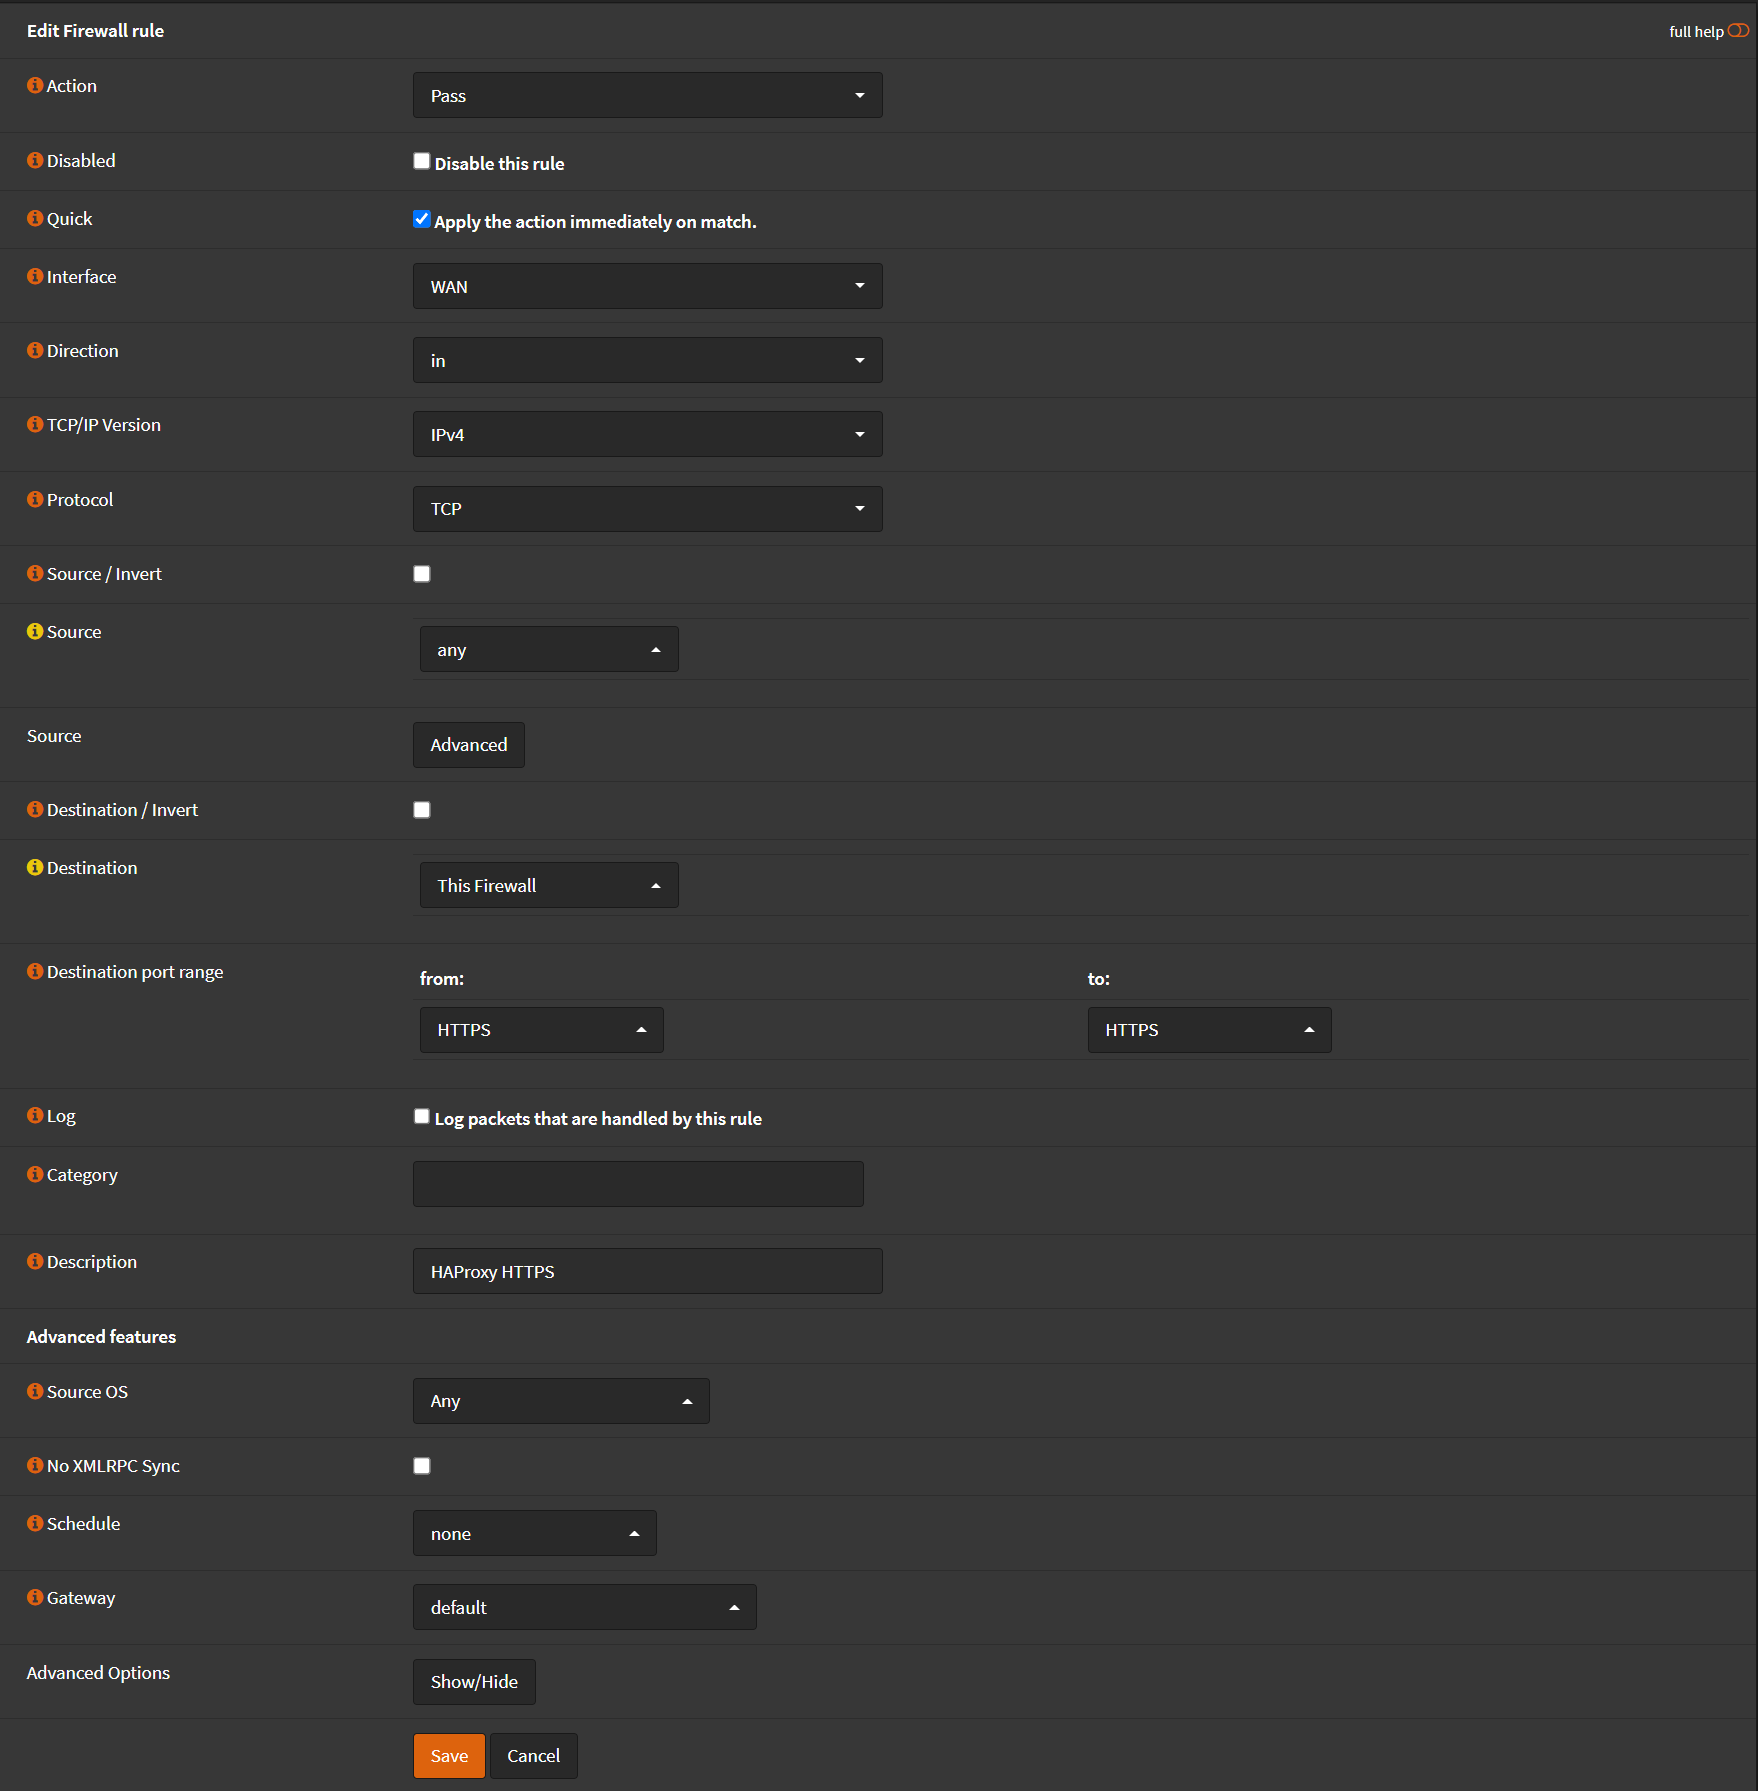 Edit Firewall rule
full help
Action
Pass
Disabled
Disable this rule
Quick
Apply the action immediately on match.
Interface
WAN
Direction
in
TCP/IP Version
IPv4
Protocol
TCP
Source / Invert
Source
any
Source
Advanced
Destination / Invert
Destination
This Firewall
Destination port range
from:
to:
HTTPS
HTTPS
Log
Log packets that are handled by this rule
Category
Description
HAProxy HTTPS
Advanced features
Source OS
Any
No XMLRPC Sync
Schedule
none
Gateway
default
Advanced Options
Show/Hide
Save
Cancel